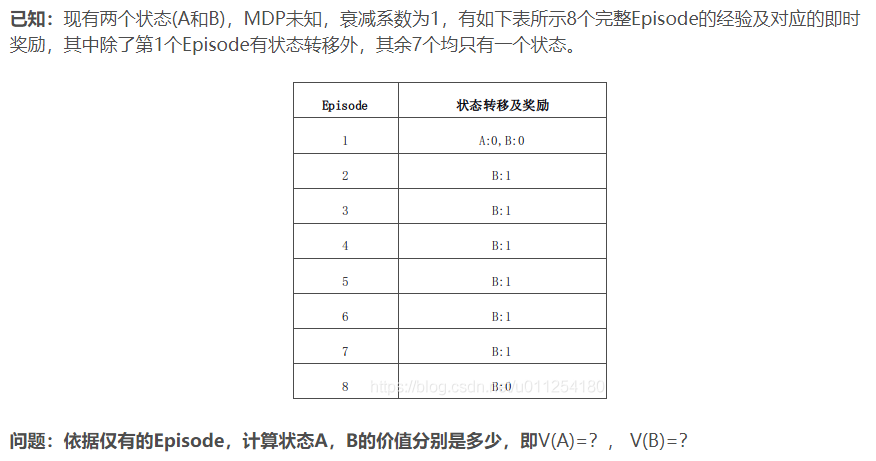 已知：现有两个状态(A和B)，MDP未知，衰减系数为1，有如下表所示8个完整Episode的经验及对应的即时
奖励，其中除了第1个Episode有状态转移外，其余7个均只有一个状态。
Episode 状态转移及奖励
1 A:0,B:0
2 B:1
3 B:1
4 B:1
5 B:1
6 B:1
7 B:1
8 B:0
https://blog.csdn.net/u011254180
问题：依据仅有的Episode，计算状态A，B的价值分别是多少，即V(A)=？， V(B)=？